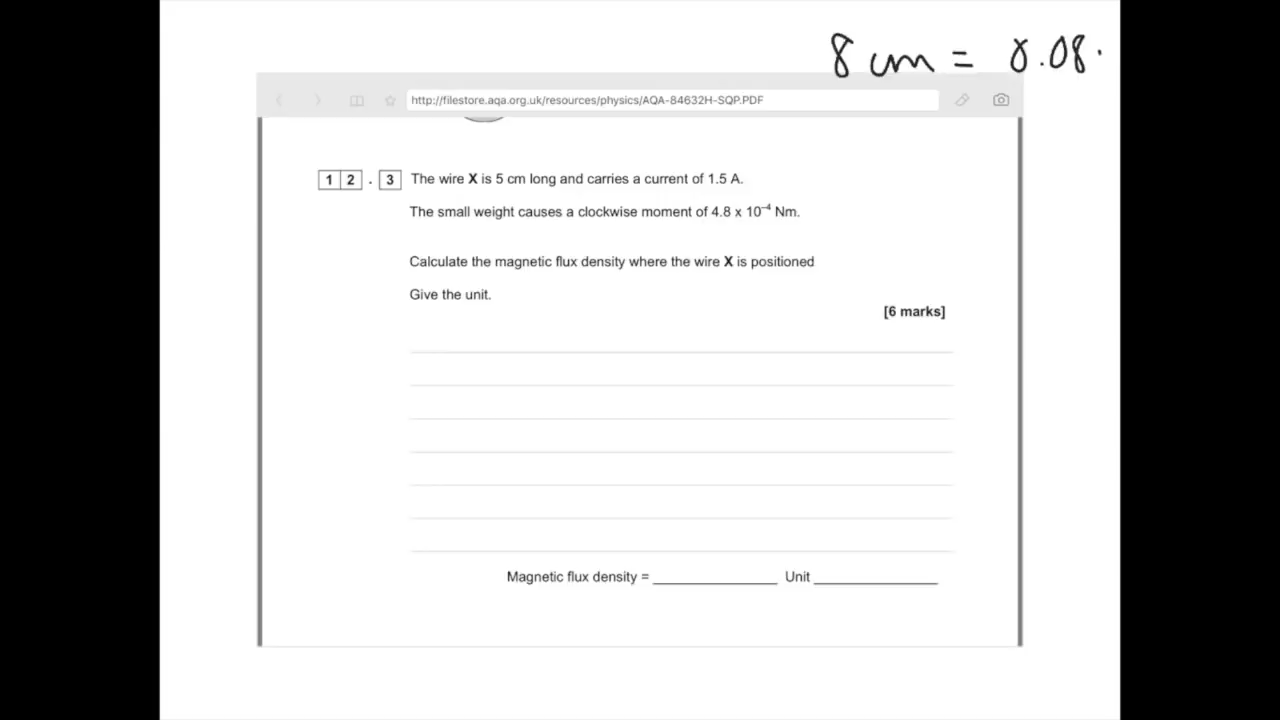 8 cm = 0.08.
http://filestore.aqa.org.uk/resources/physics/AQA-84632H-SQP.PDF
1 2 . 3 The wire X is 5 cm long and carries a current of 1.5 A.
The small weight causes a clockwise moment of 4.8 x 10⁻⁴ Nm.
Calculate the magnetic flux density where the wire X is positioned
Give the unit.
[6 marks]
Magnetic flux density = ____________ Unit ____________